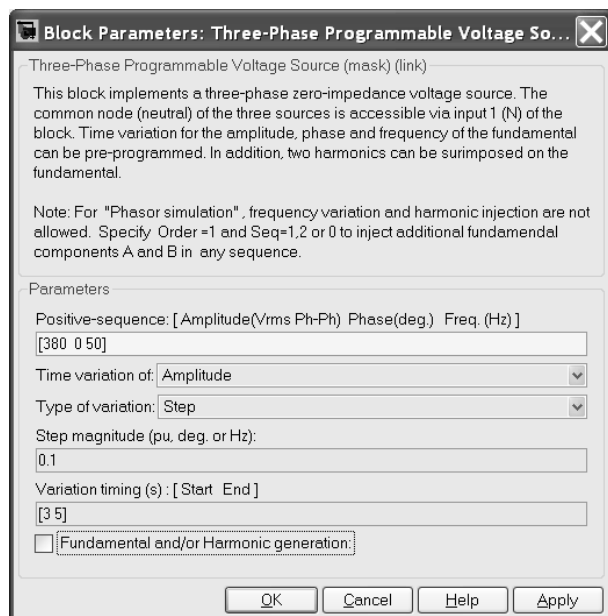 Block Parameters: Three-Phase Programmable Voltage So...
Three-Phase Programmable Voltage Source (mask) (link)
This block implements a three-phase zero-impedance voltage source. The
common node (neutral) of the three sources is accessible via input 1 (N) of the
block. Time variation for the amplitude, phase and frequency of the fundamental
can be pre-programmed. In addition, two harmonics can be surimposed on the
fundamental.
Note: For "Phasor simulation", frequency variation and harmonic injection are not
allowed. Specify Order =1 and Seq=1,2 or 0 to inject additional fundamendal
components A and B in any sequence.
Parameters
Positive-sequence: [ Amplitude(Vrms Ph-Ph) Phase(deg.) Freq. (Hz) ]
[380 0 50]
Time variation of: Amplitude
Type of variation: Step
Step magnitude (pu, deg. or Hz):
0.1
Variation timing (s) : [ Start End ]
[3 5]
Fundamental and/or Harmonic generation:
OK Cancel Help Apply